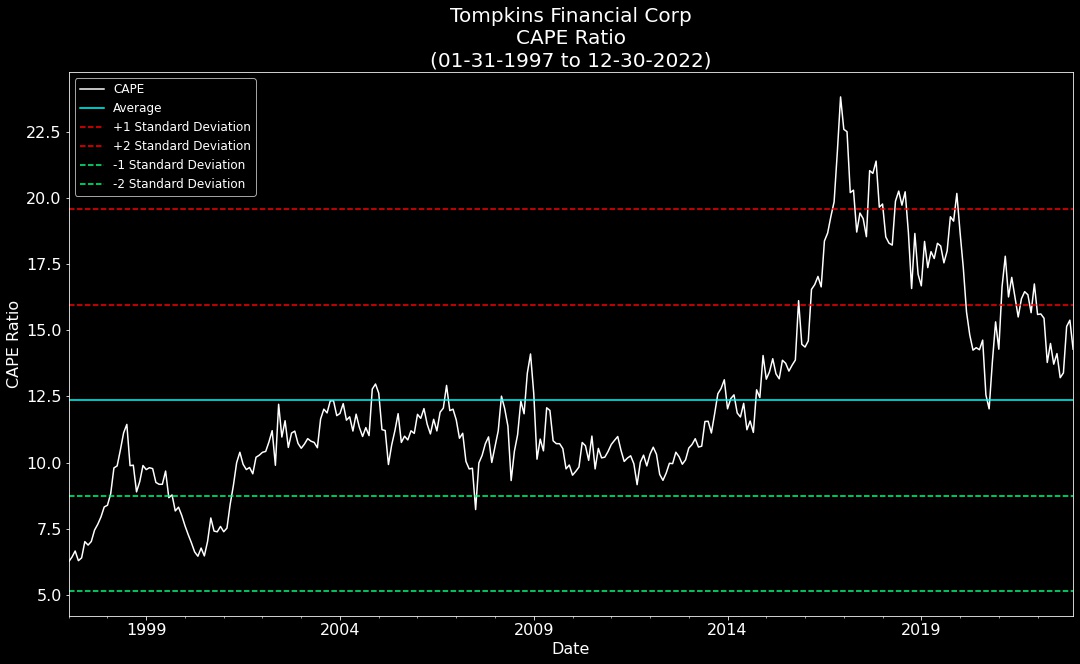 Tompkins Financial Corp
CAPE Ratio
(01-31-1997 to 12-30-2022)
CAPE
Average
+1 Standard Deviation
+2 Standard Deviation
-1 Standard Deviation
-2 Standard Deviation
22.5
20.0
17.5
15.0
12.5
10.0
7.5
5.0
CAPE Ratio
1999 2004 2009 2014 2019
Date